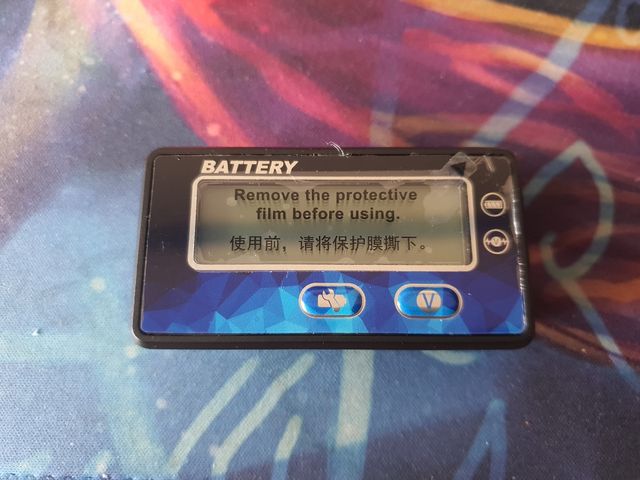 BATTERY
Remove the protective
film before using.
使用前，请将保护膜撕下。
V
V